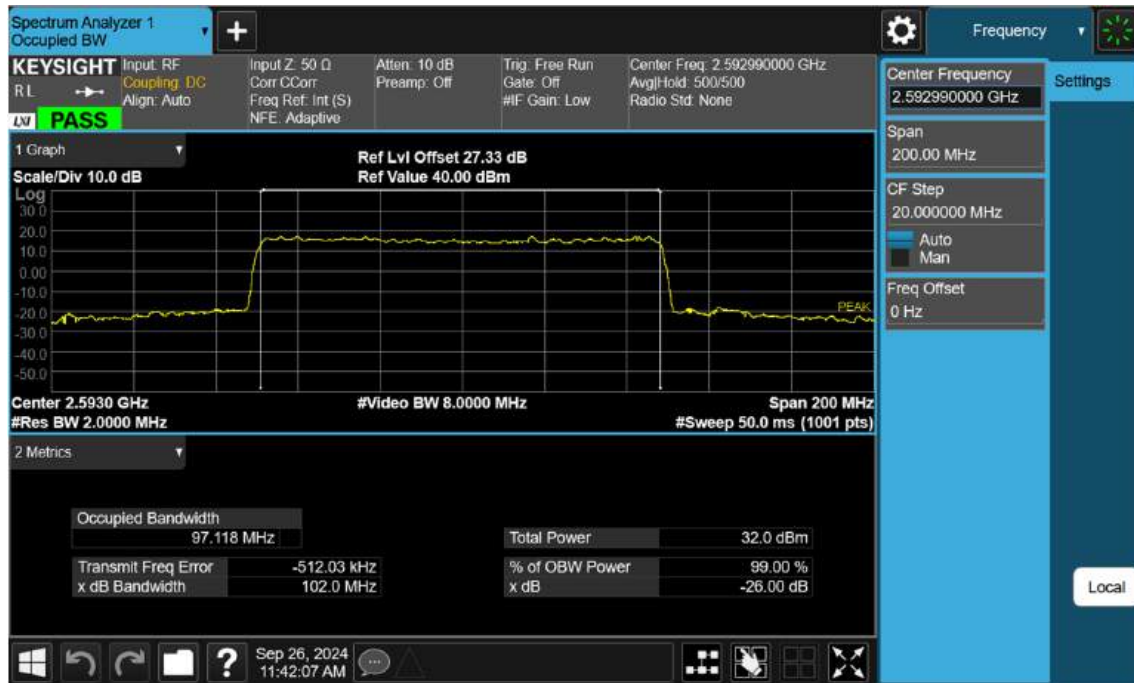 Spectrum Analyzer 1
Occupied BW
+
Frequency
KEYSIGHT
RL
LXI
PASS
Input: RF
Coupling: DC
Align: Auto
Input Z: 50 Ω
Corr CCorr
Freq Ref: Int (S)
NFE: Adaptive
Atten: 10 dB
Preamp: Off
Trig: Free Run
Gate: Off
#IF Gain: Low
Center Freq: 2.592990000 GHz
Avg|Hold: 500/500
Radio Std: None
1 Graph
Scale/Div 10.0 dB
Ref Lvl Offset 27.33 dB
Ref Value 40.00 dBm
Log
30.0
20.0
10.0
0.00
-10.0
-20.0
-30.0
-40.0
-50.0
PEAK
Center 2.5930 GHz
#Video BW 8.0000 MHz
Span 200 MHz
#Res BW 2.0000 MHz
#Sweep 50.0 ms (1001 pts)
2 Metrics
Occupied Bandwidth
97.118 MHz
Total Power 32.0 dBm
Transmit Freq Error -512.03 kHz
% of OBW Power 99.00 %
x dB Bandwidth 102.0 MHz
x dB -26.00 dB
Center Frequency
2.592990000 GHz
Settings
Span
200.00 MHz
CF Step
20.000000 MHz
Auto
Man
Freq Offset
0 Hz
Local
?
Sep 26, 2024
11:42:07 AM